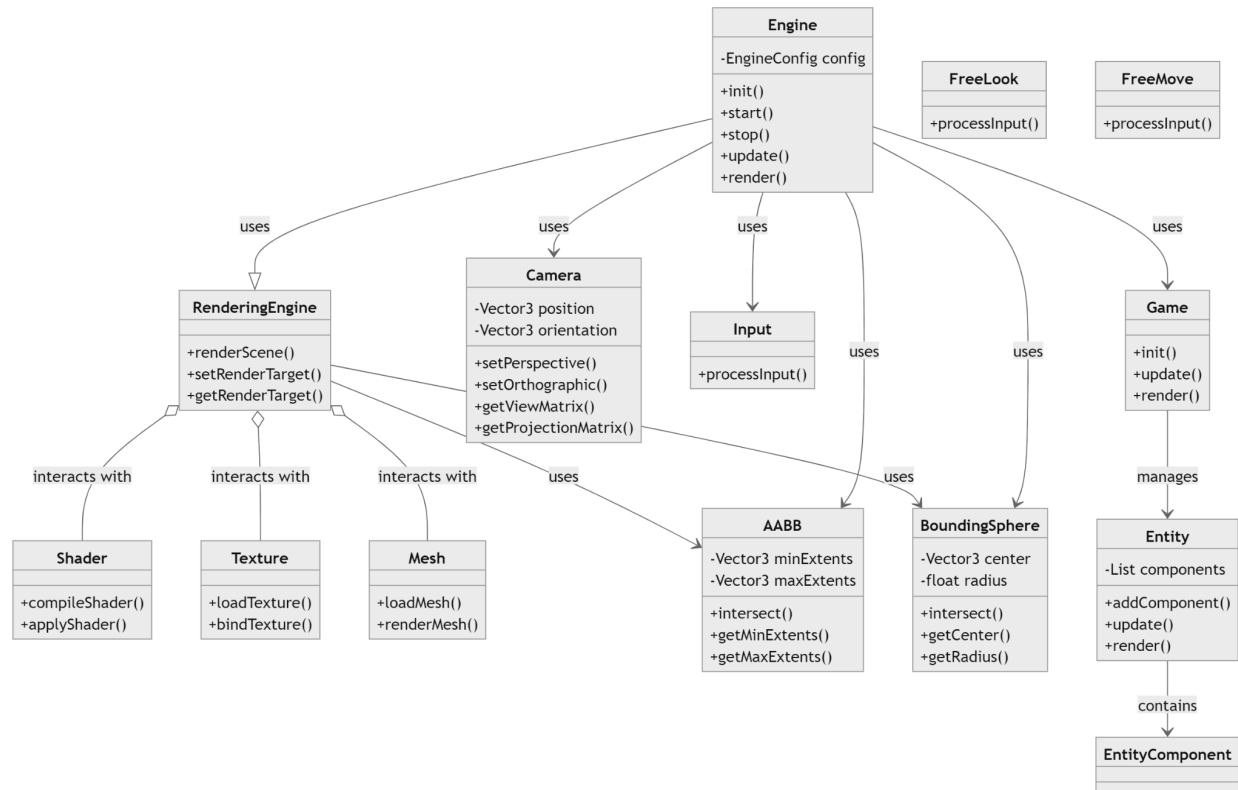 Engine
-EngineConfig config
+init()
+start()
+stop()
+update()
+render()
FreeLook
+processInput()
FreeMove
+processInput()
uses
uses
uses
uses
RenderingEngine
+renderScene()
+setRenderTarget()
+getRenderTarget()
Camera
-Vector3 position
-Vector3 orientation
+setPerspective()
+setOrthographic()
+getViewMatrix()
+getProjectionMatrix()
Input
+processInput()
uses
uses
Game
+init()
+update()
+render()
interacts with
interacts with
interacts with
uses
uses
manages
Shader
+compileShader()
+applyShader()
Texture
+loadTexture()
+bindTexture()
Mesh
+loadMesh()
+renderMesh()
AABB
-Vector3 minExtents
-Vector3 maxExtents
+intersect()
+getMinExtents()
+getMaxExtents()
BoundingSphere
-Vector3 center
-float radius
+intersect()
+getCenter()
+getRadius()
Entity
-List components
+addComponent()
+update()
+render()
contains
EntityComponent